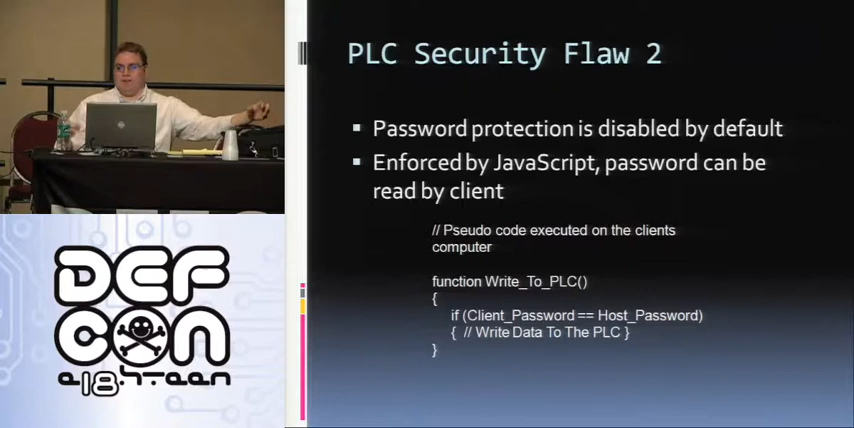 PLC Security Flaw 2
Password protection is disabled by default
Enforced by JavaScript, password can be
read by client
// Pseudo code executed on the clients
computer
function Write_To_PLC()
{
if (Client_Password == Host_Password)
{ // Write Data To The PLC }
}
DEF
CON
e18.hteen